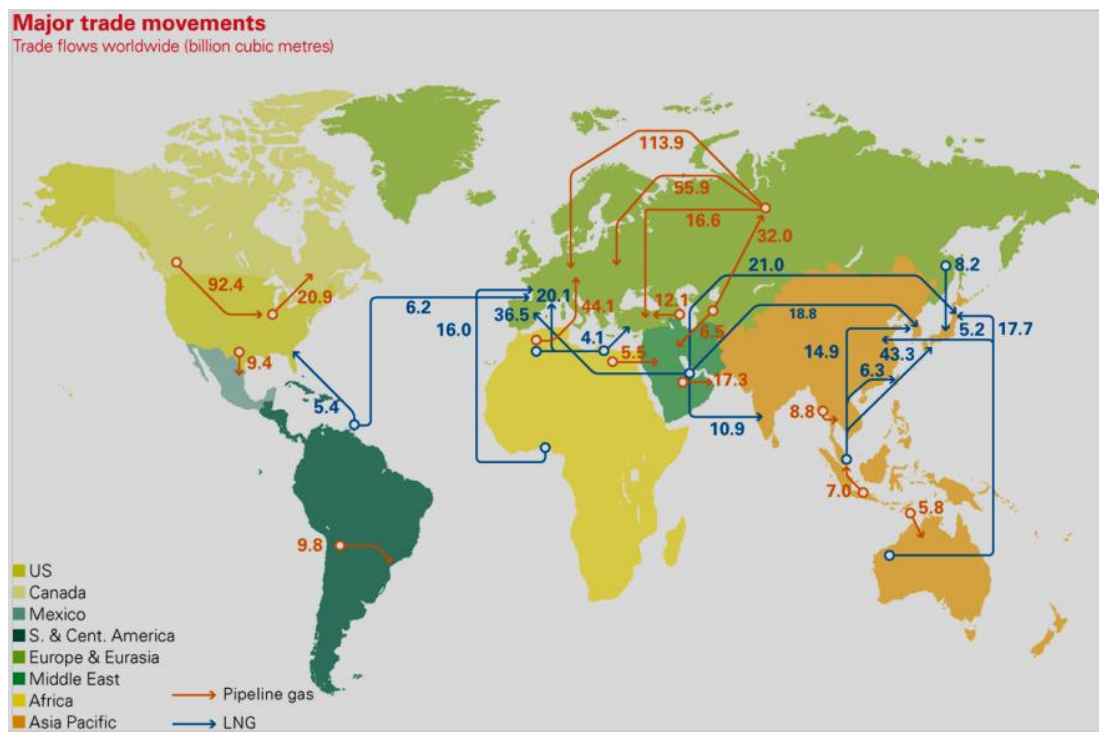 Major trade movements
Trade flows worldwide (billion cubic metres)
113.9
55.9
16.6
32.0
92.4
20.9
6.2
20.1
44.1
12.1
21.0
8.2
36.5
16.0
4.1
6.5
18.8
5.2
17.7
9.4
5.5
14.9
43.3
6.3
17.3
5.4
10.9
8.8
7.0
5.8
9.8
US
Canada
Mexico
S. & Cent. America
Europe & Eurasia
Middle East
Africa
Asia Pacific
Pipeline gas
LNG